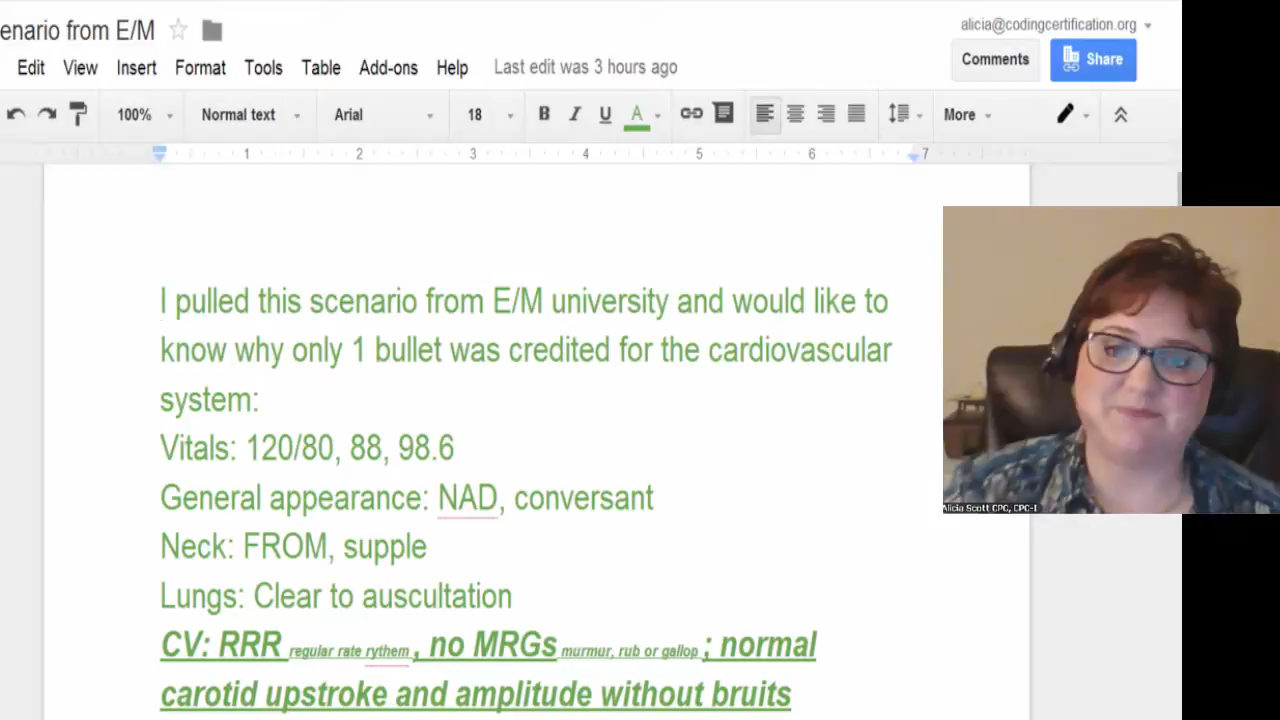 enario from E/M
alicia@codingcertification.org
Edit View Insert Format Tools Table Add-ons Help Last edit was 3 hours ago
Comments
Share
100% Normal text Arial 18 B I U A More
1 2 3 4 5 6 7
I pulled this scenario from E/M university and would like to
know why only 1 bullet was credited for the cardiovascular
system:
Vitals: 120/80, 88, 98.6
General appearance: NAD, conversant
Neck: FROM, supple
Lungs: Clear to auscultation
CV: RRR regular rate rythem , no MRGs murmur, rub or gallop ; normal
carotid upstroke and amplitude without bruits
Alicia Scott CPC, CPC-I